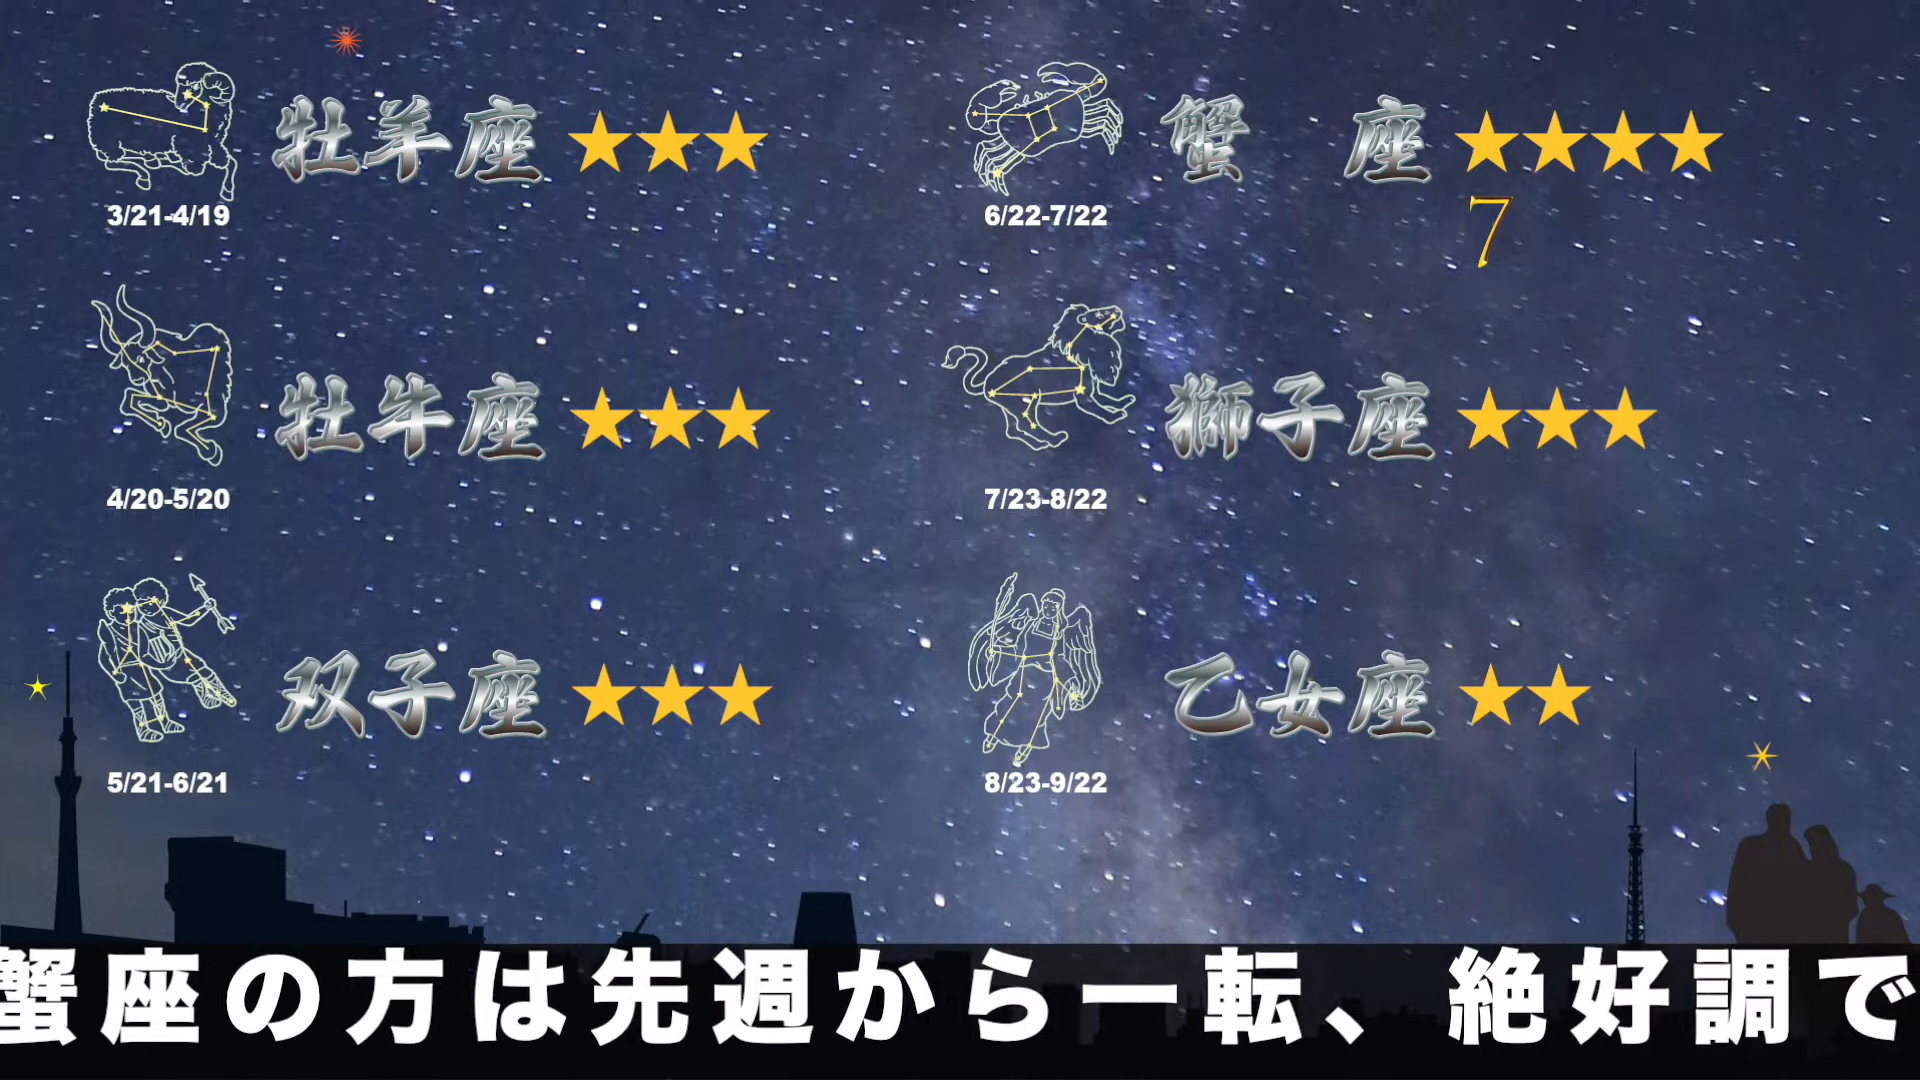 牡羊座 ★★★
3/21-4/19
牡牛座 ★★★
4/20-5/20
双子座 ★★★
5/21-6/21
蟹 座 ★★★★
6/22-7/22
7
獅子座 ★★★
7/23-8/22
乙女座 ★★
8/23-9/22
蟹座の方は先週から一転、絶好調で